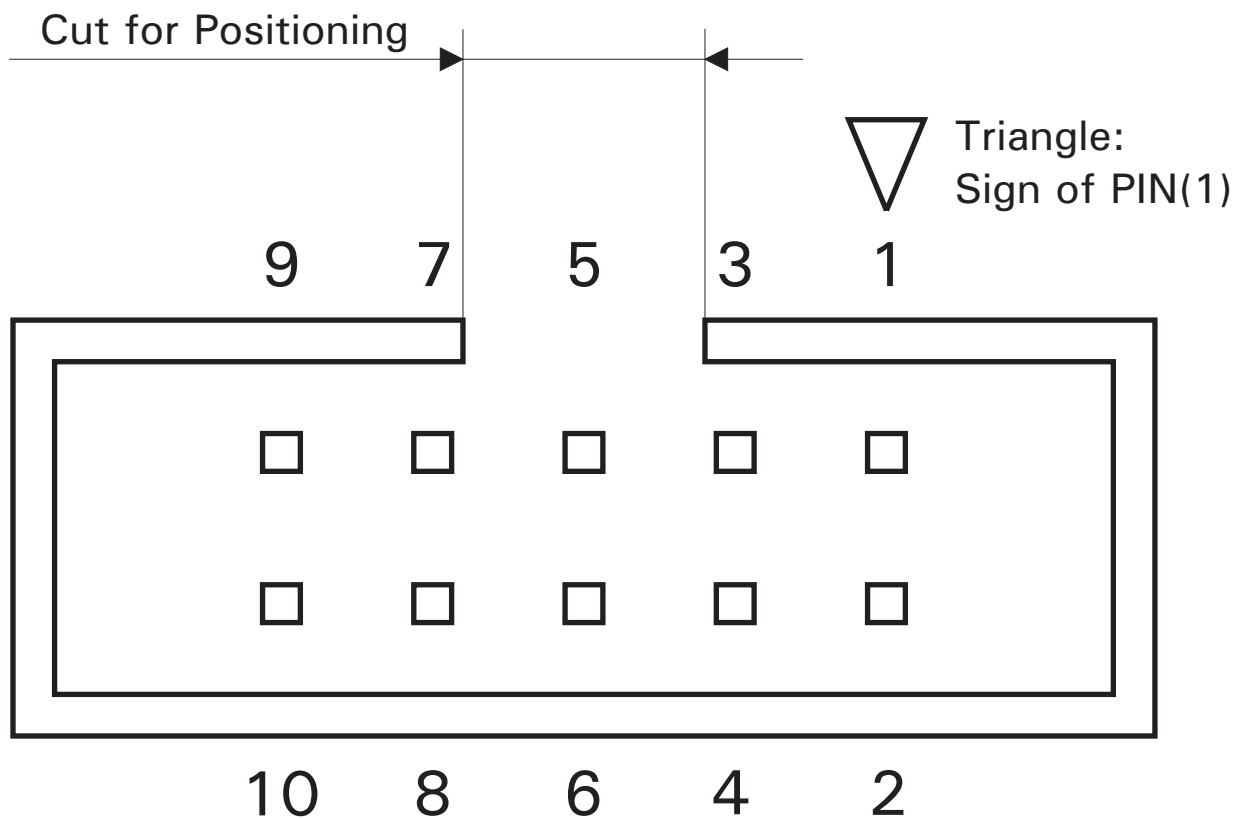 Cut for Positioning
Triangle:
Sign of PIN(1)
9 7 5 3 1
10 8 6 4 2